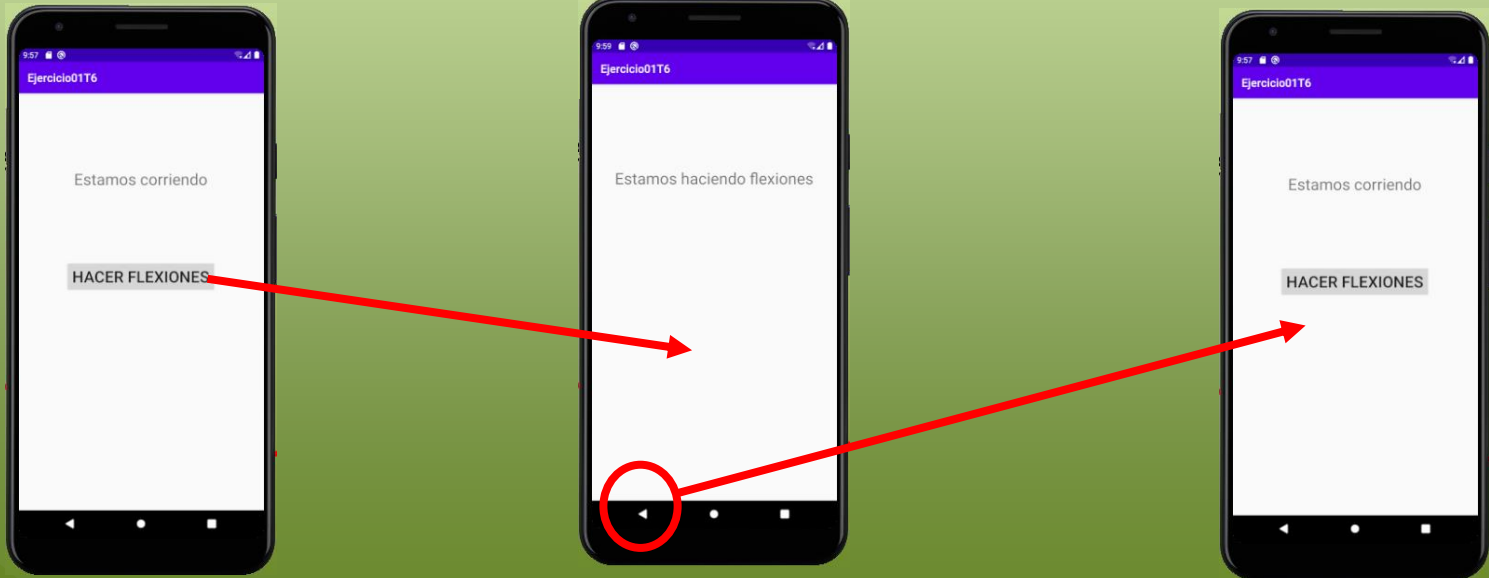 9:57
Ejercicio01T6
Estamos corriendo
HACER FLEXIONES
9:59
Ejercicio01T6
Estamos haciendo flexiones
9:57
Ejercicio01T6
Estamos corriendo
HACER FLEXIONES